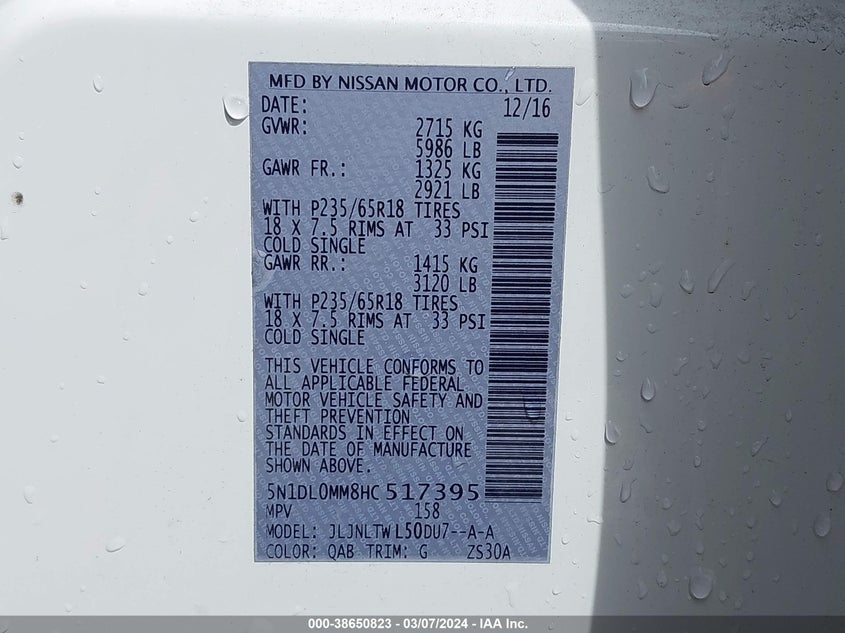 MFD BY NISSAN MOTOR CO., LTD.
DATE: 12/16
GVWR: 2715 KG
5986 LB
GAWR FR.: 1325 KG
2921 LB
WITH P235/65R18 TIRES
18 X 7.5 RIMS AT 33 PSI
COLD SINGLE
GAWR RR.: 1415 KG
3120 LB
WITH P235/65R18 TIRES
18 X 7.5 RIMS AT 33 PSI
COLD SINGLE
THIS VEHICLE CONFORMS TO
ALL APPLICABLE FEDERAL
MOTOR VEHICLE SAFETY AND
THEFT PREVENTION
STANDARDS IN EFFECT ON
THE DATE OF MANUFACTURE
SHOWN ABOVE.
5N1DL0MM8HC517395
MPV 158
MODEL: JLJNLTWL50DU7--A-A
COLOR: QAB TRIM: G ZS30A
000-38650823 - 03/07/2024 - IAA Inc.